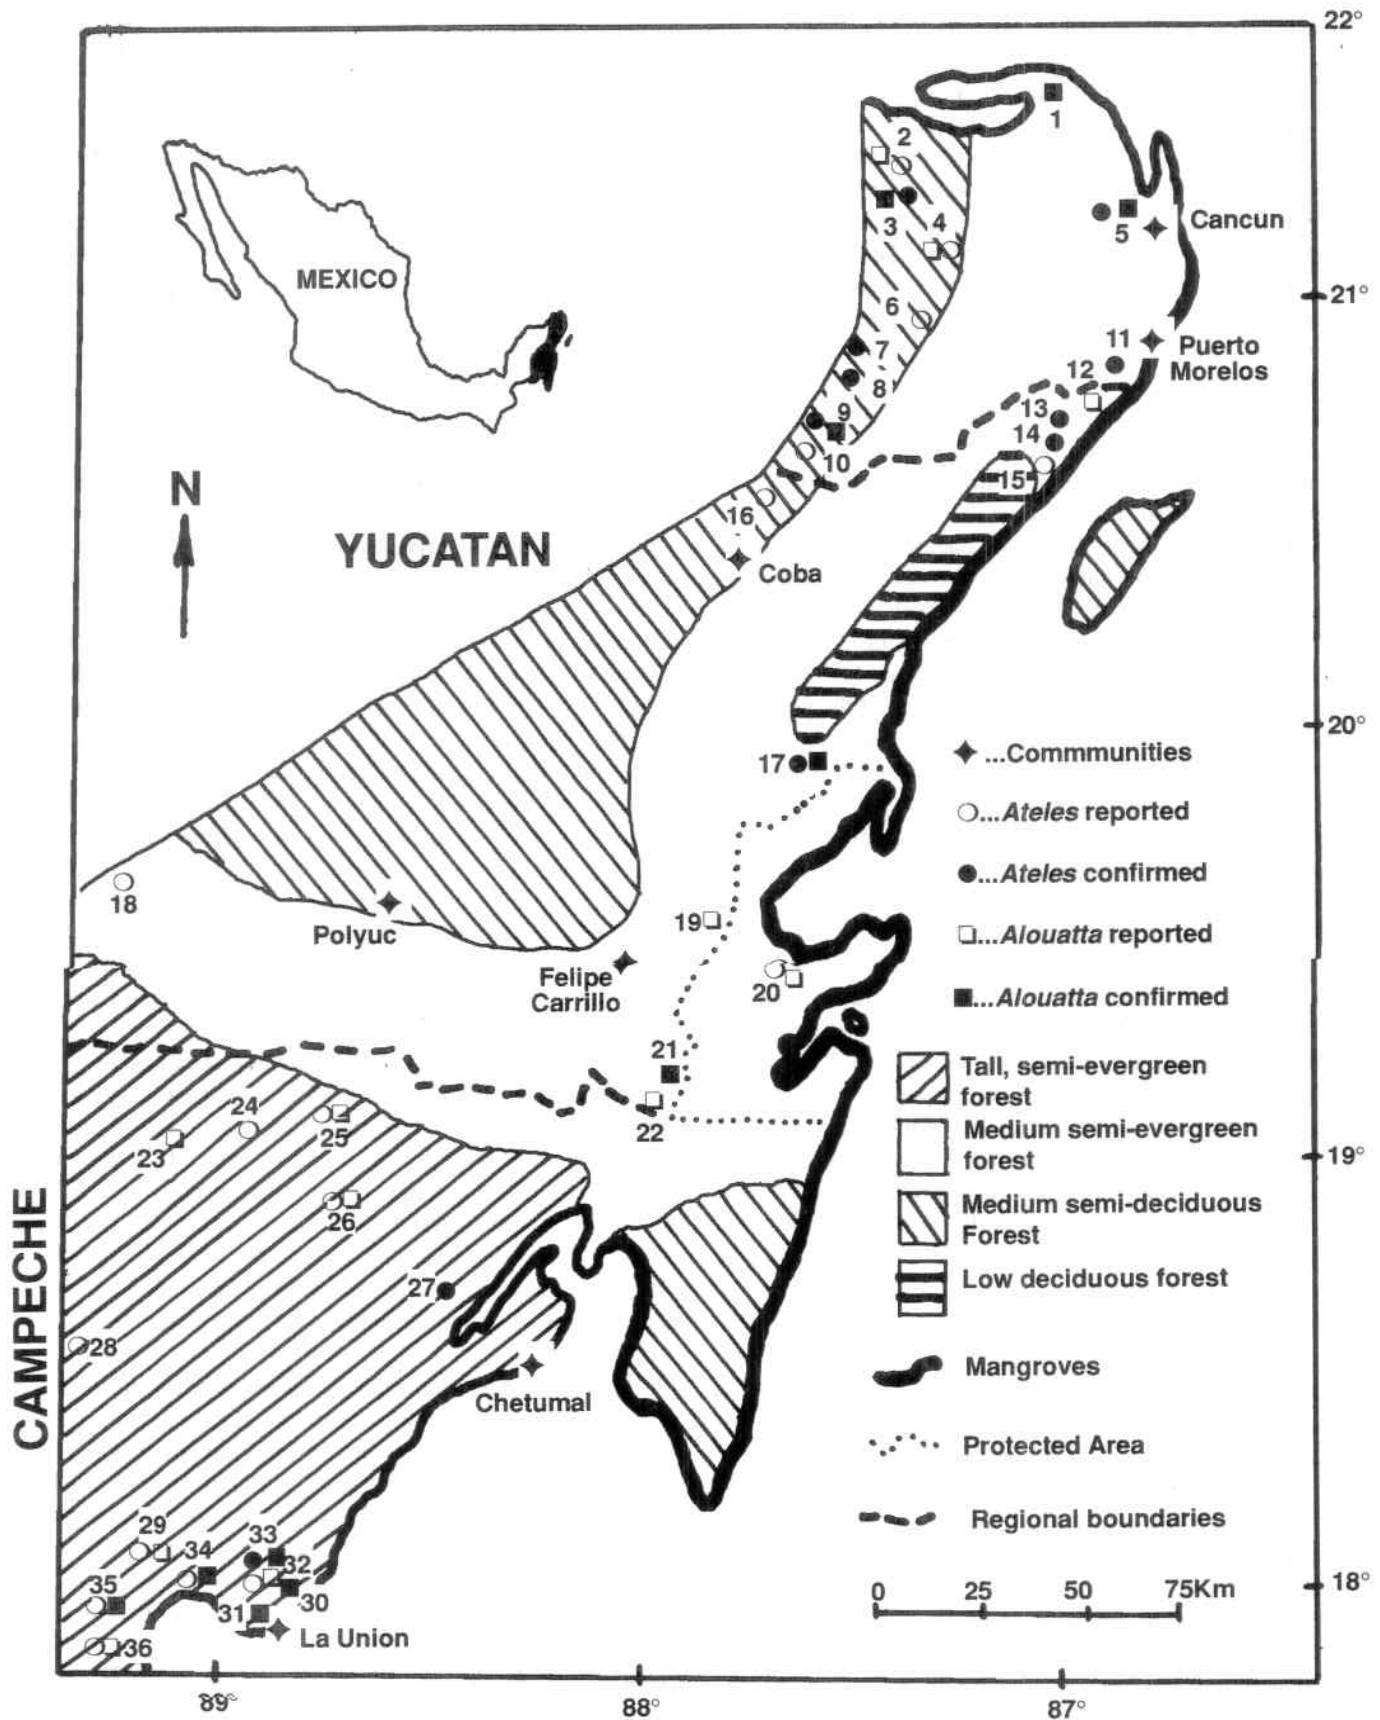 22°
1
2
3
4
5
Cancun
MEXICO
21°
6
7
8
11
Puerto
Morelos
12
13
14
9
10
15
N
16
YUCATAN
Coba
20°
17
...Commmunities
...Ateles reported
...Ateles confirmed
18
Polyuc
19
...Alouatta reported
Felipe
Carrillo
20
...Alouatta confirmed
21
22
Tall, semi-evergreen
forest
24
25
23
Medium semi-evergreen
forest
19°
26
Medium semi-deciduous
Forest
27
Low deciduous forest
28
CAMPECHE
Mangroves
Chetumal
Protected Area
Regional boundaries
29
34
33
32
18°
35
30
31
0 25 50 75Km
La Union
36
89°
88°
87°